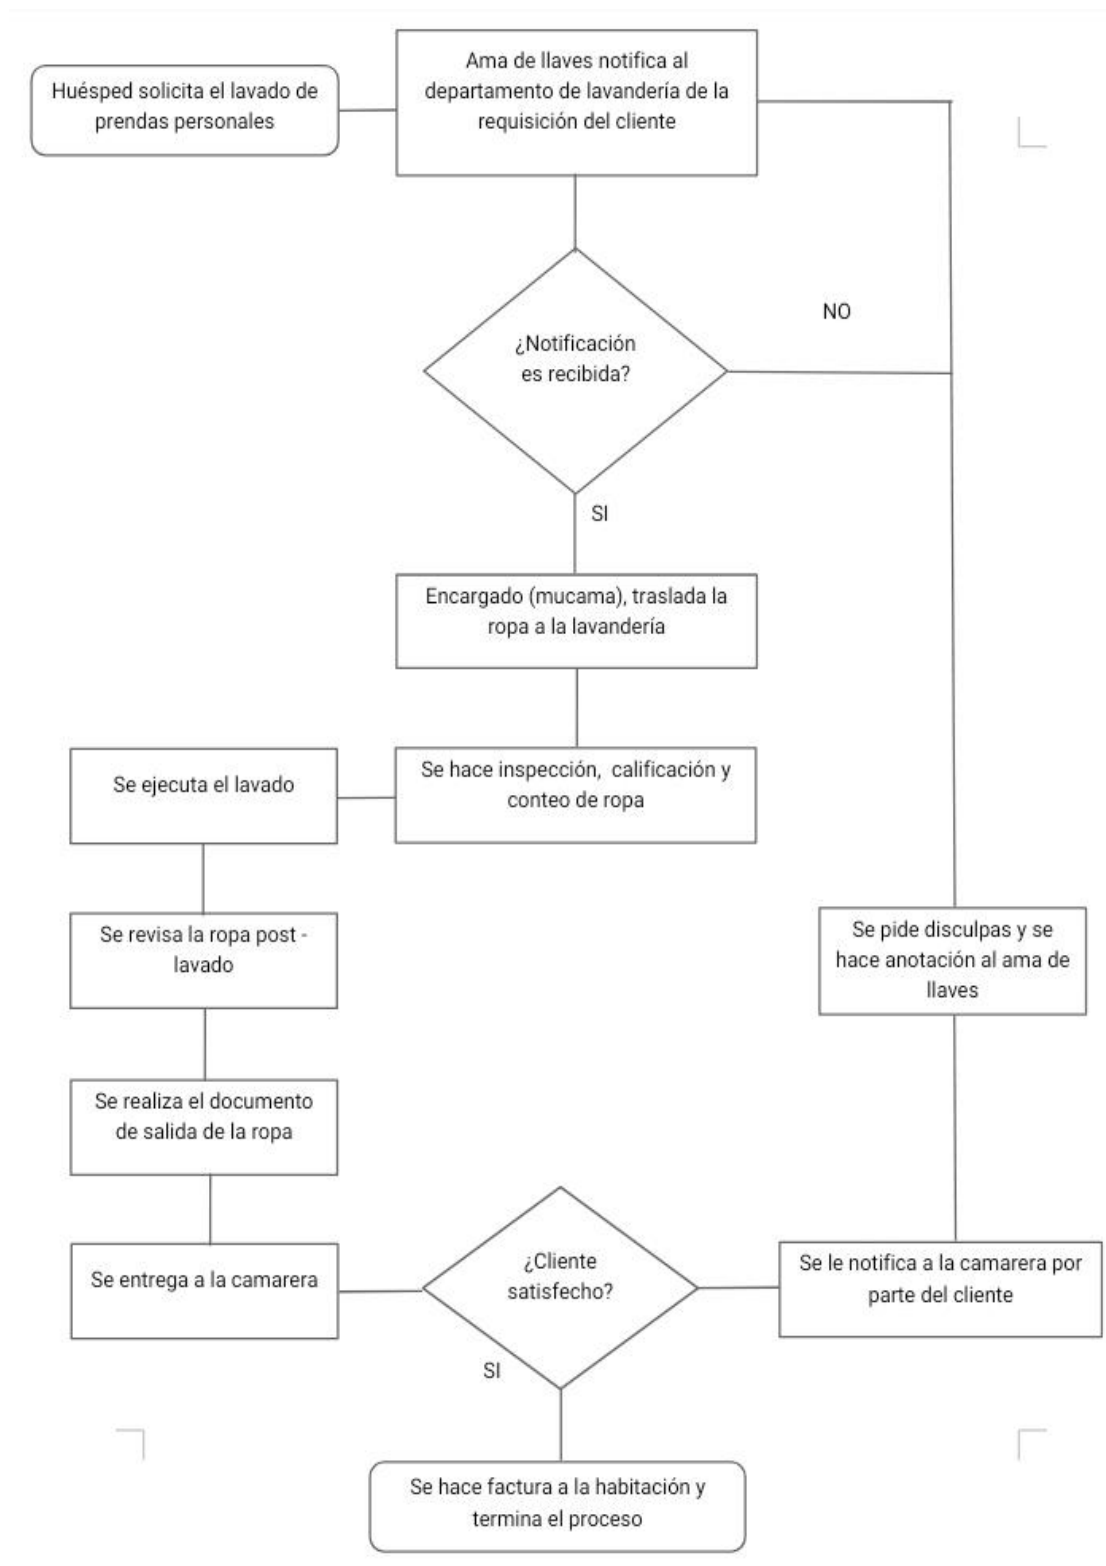 Huésped solicita el lavado de
prendas personales
Ama de llaves notifica al
departamento de lavandería de la
requisición del cliente
¿Notificación
es recibida?
NO
SI
Encargado (mucama), traslada la
ropa a la lavandería
Se hace inspección, calificación y
conteo de ropa
Se ejecuta el lavado
Se revisa la ropa post -
lavado
Se realiza el documento
de salida de la ropa
Se entrega a la camarera
¿Cliente
satisfecho?
SI
Se le notifica a la camarera por
parte del cliente
Se pide disculpas y se
hace anotación al ama de
llaves
Se hace factura a la habitación y
termina el proceso